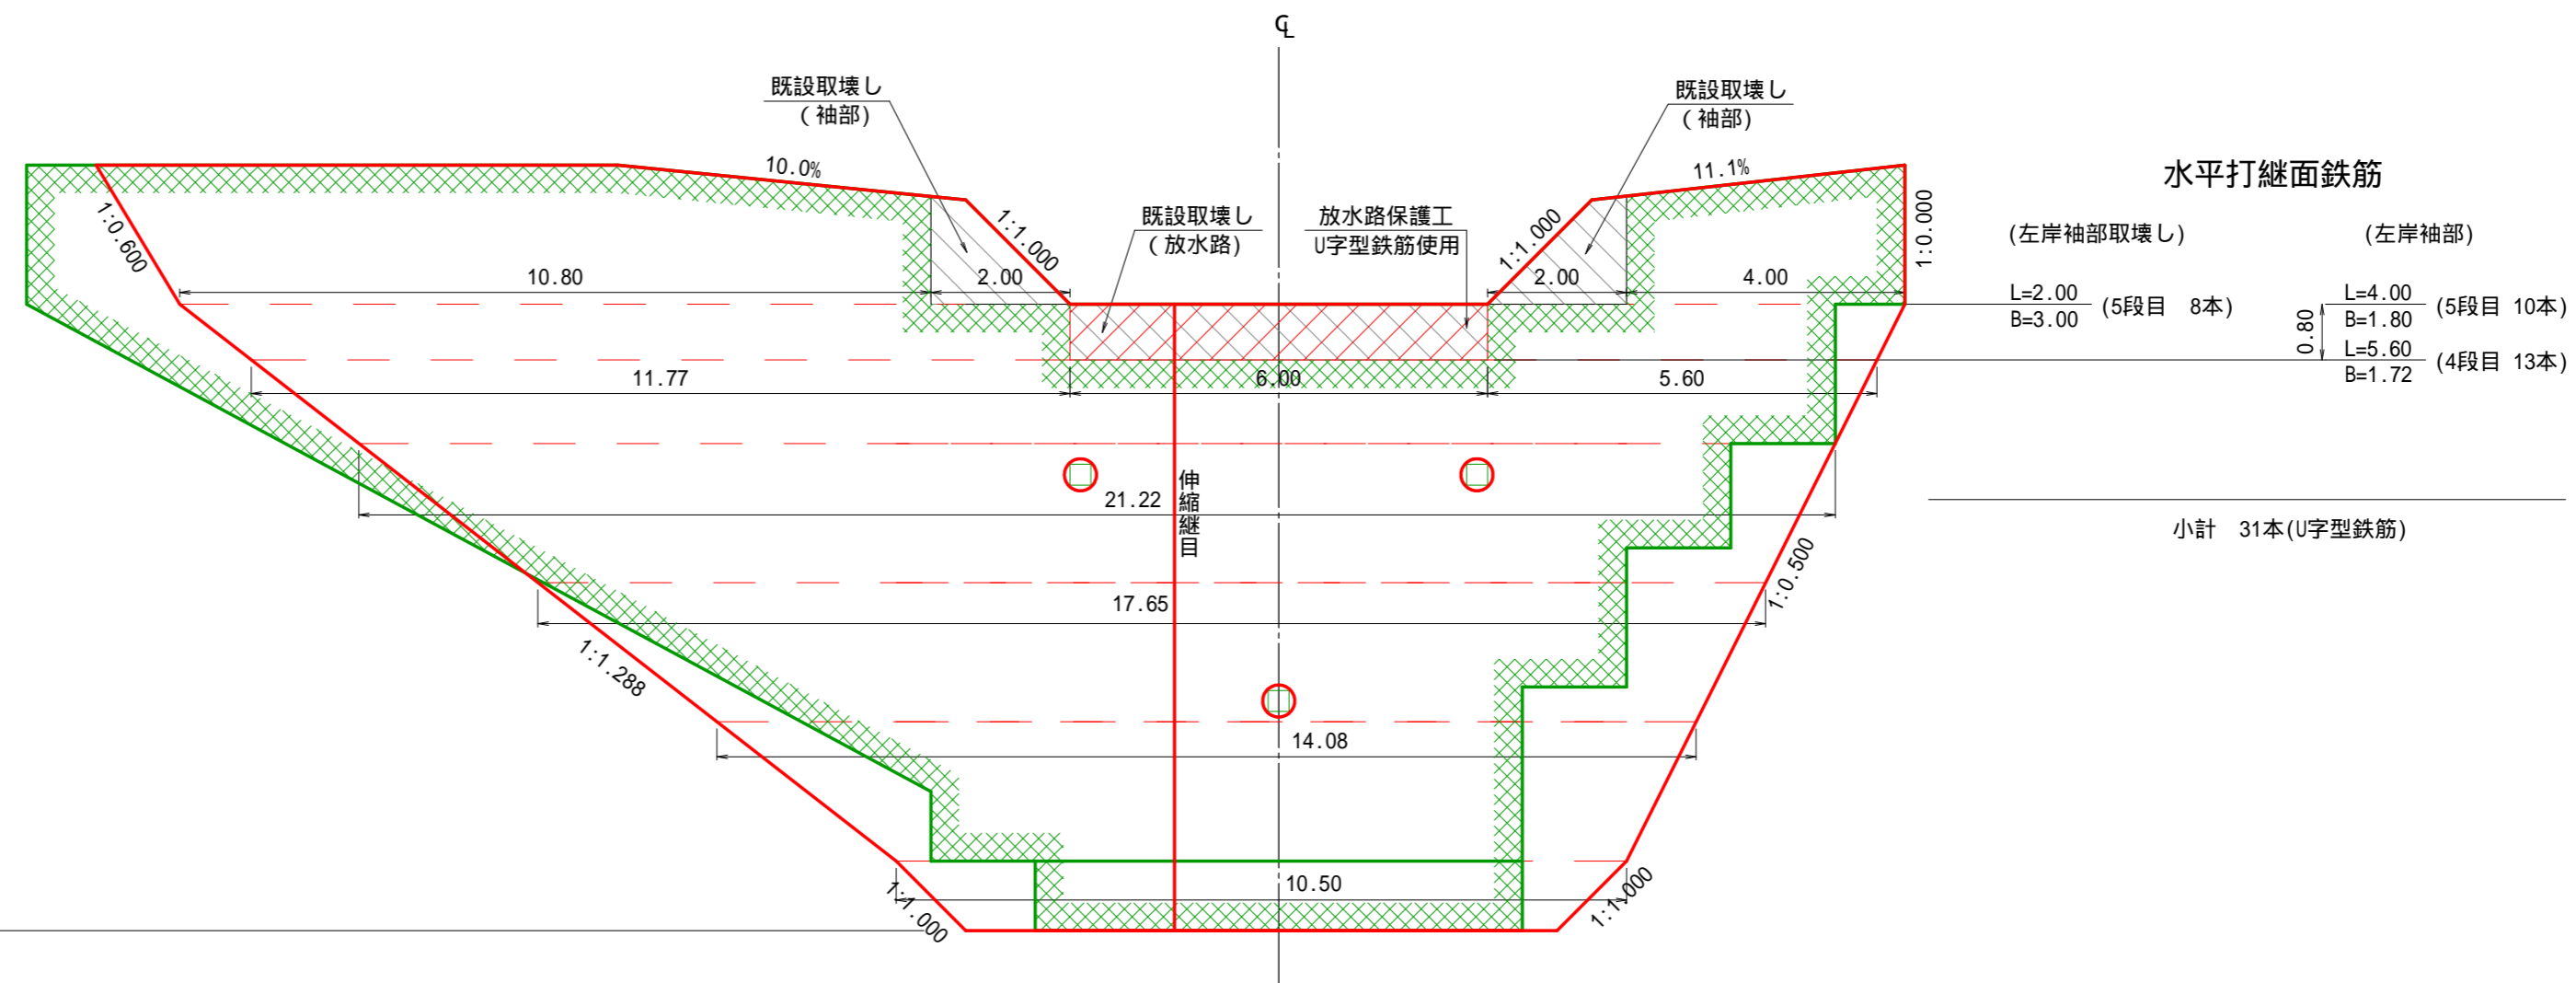 ℄
既設取壊し
(袖部)
既設取壊し
(袖部)
10.0%
11.1%
水平打継面鉄筋
1:0.600
1:1.000
既設取壊し
(放水路)
放水路保護工
U字型鉄筋使用
1:1.000
1:0.000
(左岸袖部取壊し)
(左岸袖部)
10.80
2.00
2.00
4.00
L=2.00
B=3.00
(5段目 8本)
L=4.00
B=1.80
(5段目 10本)
0.80
L=5.60
B=1.72
(4段目 13本)
11.77
6.00
5.60
21.22
伸縮継目
小計 31本(U字型鉄筋)
17.65
1:0.500
1:1.288
14.08
10.50
1:1.000
1:1.000